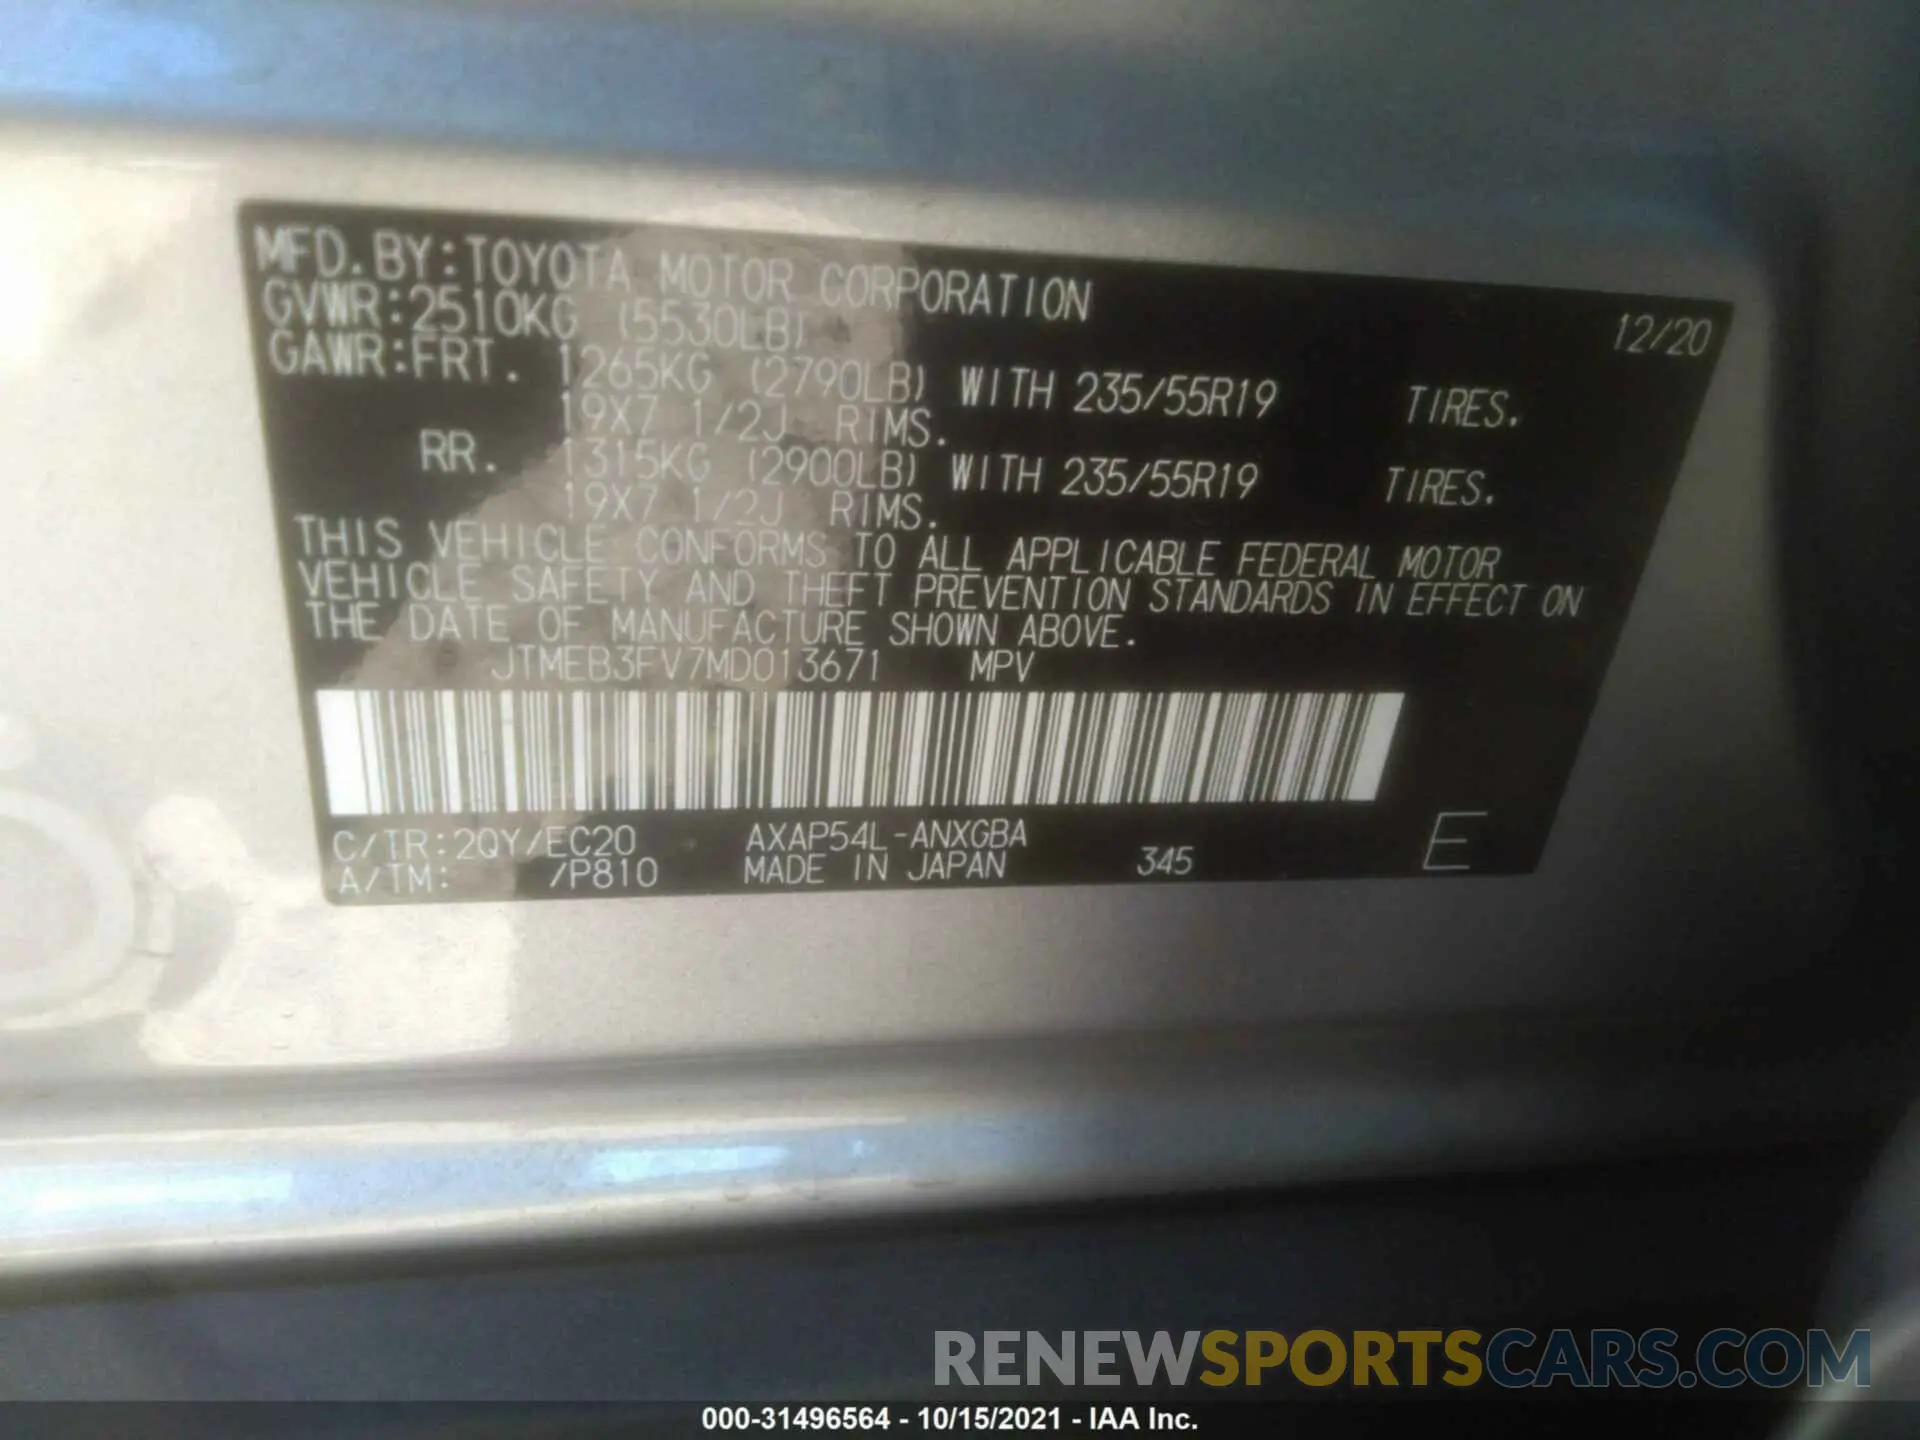 MFD. BY: TOYOTA MOTOR CORPORATION 12/20
GVWR: 2510KG (5530LB)
GAWR: FRT. 1265KG (2790LB) WITH 235/55R19 TIRES.
19X7 1/2J RIMS.
RR. 1315KG (2900LB) WITH 235/55R19 TIRES.
19X7 1/2J RIMS.
THIS VEHICLE CONFORMS TO ALL APPLICABLE FEDERAL MOTOR
VEHICLE SAFETY AND THEFT PREVENTION STANDARDS IN EFFECT ON
THE DATE OF MANUFACTURE SHOWN ABOVE.
JTMEB3FV7MD013671 MPV
C/TR: 2QY/EC20 AXAP54L-ANXGBA
A/TM: /P810 MADE IN JAPAN 345 E
RENEWSPORTSCARS.COM
000-31496564 - 10/15/2021 - IAA Inc.